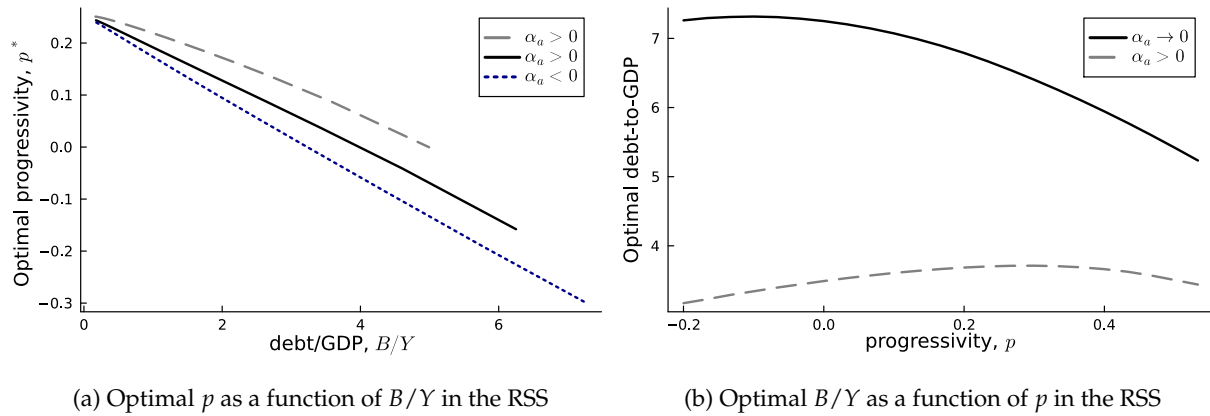 0.2
0.1
0.0
−0.1
−0.2
−0.3
0
2
4
6
Optimal progressivity, p*
debt/GDP, B/Y
α_a > 0
α_a > 0
α_a < 0
7
6
5
4
−0.2
0.0
0.2
0.4
Optimal debt-to-GDP
progressivity, p
α_a → 0
α_a > 0
(a) Optimal p as a function of B/Y in the RSS
(b) Optimal B/Y as a function of p in the RSS